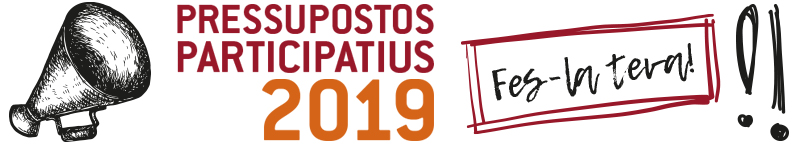 PRESSUPOSTOS
PARTICIPATIUS
2019
Fes-la teva!
!!